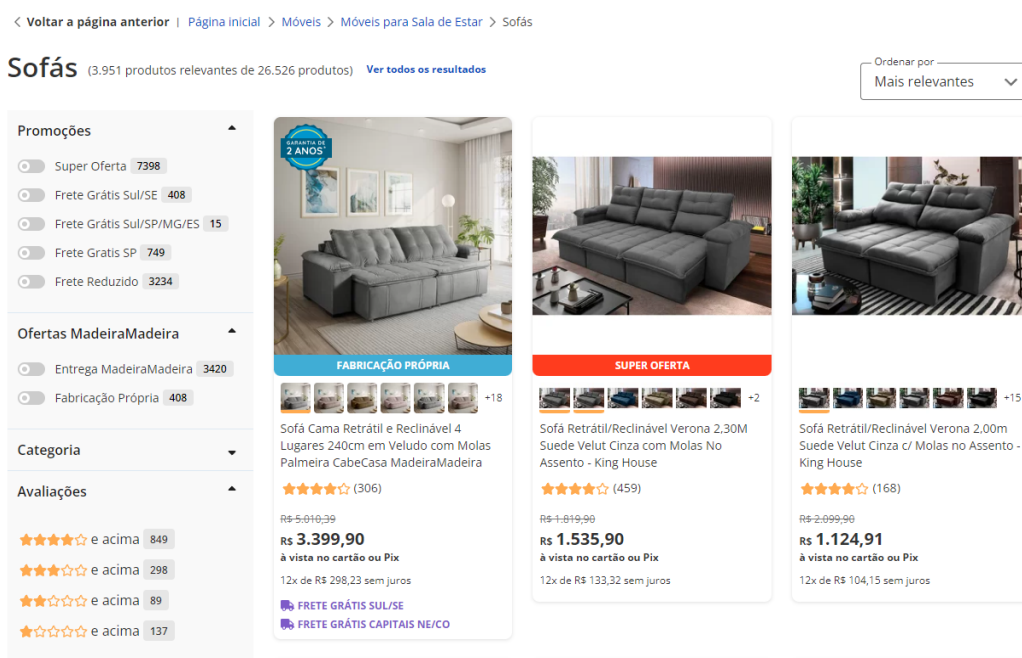 Voltar a página anterior | Página inicial > Móveis > Móveis para Sala de Estar > Sofás
Sofás (3.951 produtos relevantes de 26.526 produtos) Ver todos os resultados
Ordenar por
Mais relevantes
Promoções
Super Oferta 7398
Frete Grátis Sul/SE 408
Frete Grátis Sul/SP/MG/ES 15
Frete Gratis SP 749
Frete Reduzido 3234
Ofertas MadeiraMadeira
Entrega MadeiraMadeira 3420
Fabricação Própria 408
Categoria
Avaliações
e acima 849
e acima 298
e acima 89
e acima 137
GARANTIA DE
2 ANOS*
FABRICAÇÃO PRÓPRIA
+18
Sofá Cama Retrátil e Reclinável 4
Lugares 240cm em Veludo com Molas
Palmeira CabeCasa MadeiraMadeira
(306)
R$ 5.010,39
R$ 3.399,90
à vista no cartão ou Pix
12x de R$ 298,23 sem juros
FRETE GRÁTIS SUL/SE
FRETE GRÁTIS CAPITAIS NE/CO
SUPER OFERTA
+2
Sofá Retrátil/Reclinável Verona 2,30M
Suede Velut Cinza com Molas No
Assento - King House
(459)
R$ 1.819,90
R$ 1.535,90
à vista no cartão ou Pix
12x de R$ 133,32 sem juros
+15
Sofá Retrátil/Reclinável Verona 2,00m
Suede Velut Cinza c/ Molas no Assento -
King House
(168)
R$ 2.099,90
R$ 1.124,91
à vista no cartão ou Pix
12x de R$ 104,15 sem juros